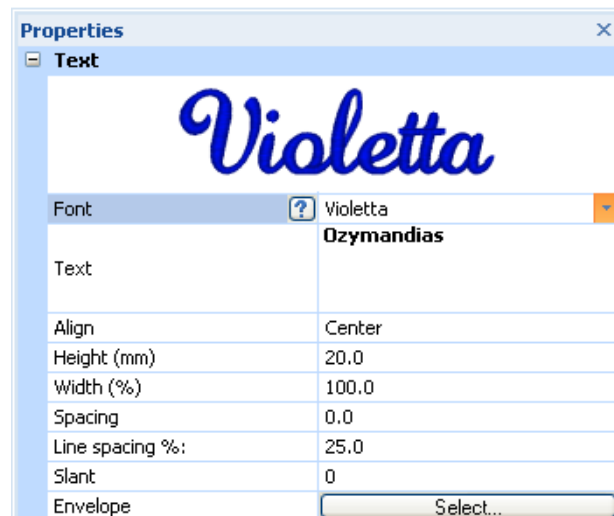 Properties
Text
Violetta
Font ? Violetta
Text Ozymandias
Align Center
Height (mm) 20.0
Width (%) 100.0
Spacing 0.0
Line spacing %: 25.0
Slant 0
Envelope Select...